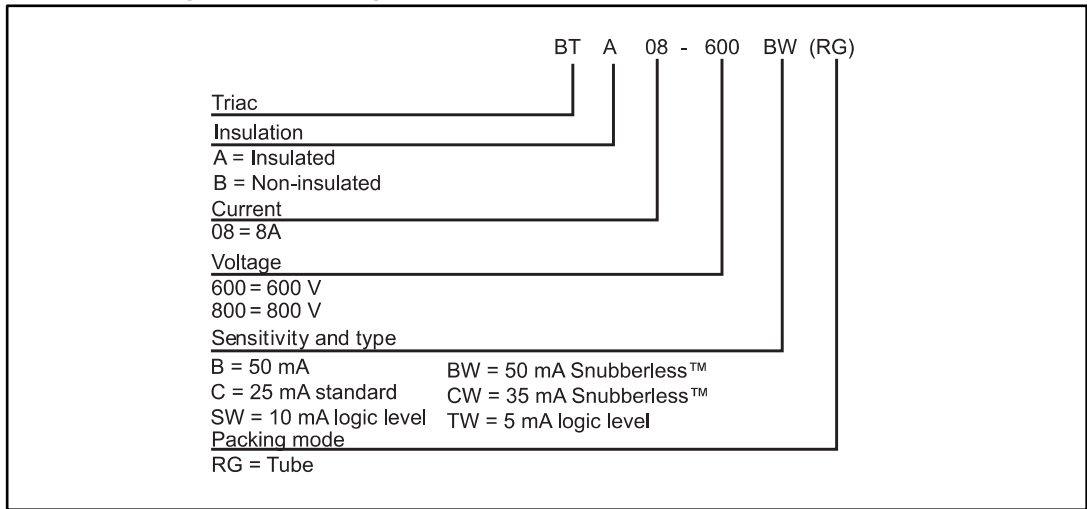 BT A 08 - 600 BW (RG)
Triac
Insulation
A = Insulated
B = Non-insulated
Current
08 = 8A
Voltage
600 = 600 V
800 = 800 V
Sensitivity and type
B = 50 mA BW = 50 mA Snubberless™
C = 25 mA standard CW = 35 mA Snubberless™
SW = 10 mA logic level TW = 5 mA logic level
Packing mode
RG = Tube